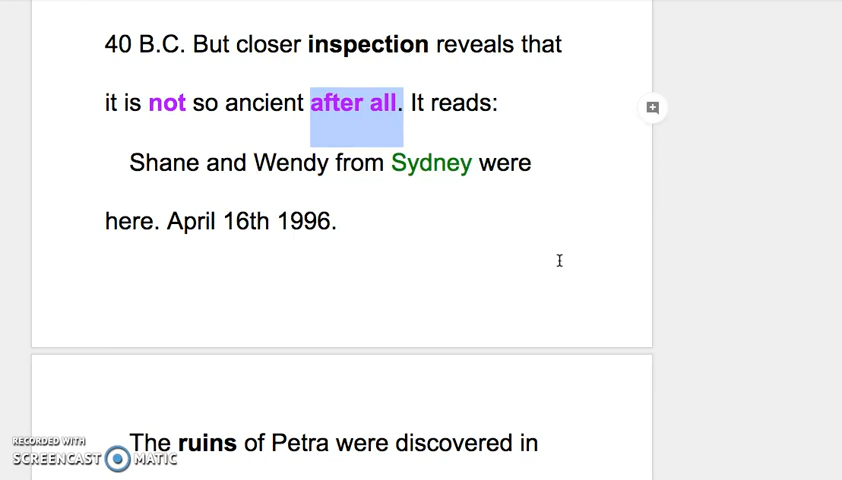 40 B.C. But closer inspection reveals that
it is not so ancient after all. It reads:
Shane and Wendy from Sydney were
here. April 16th 1996.
The ruins of Petra were discovered in
RECORDED WITH
SCREENCAST MATIC